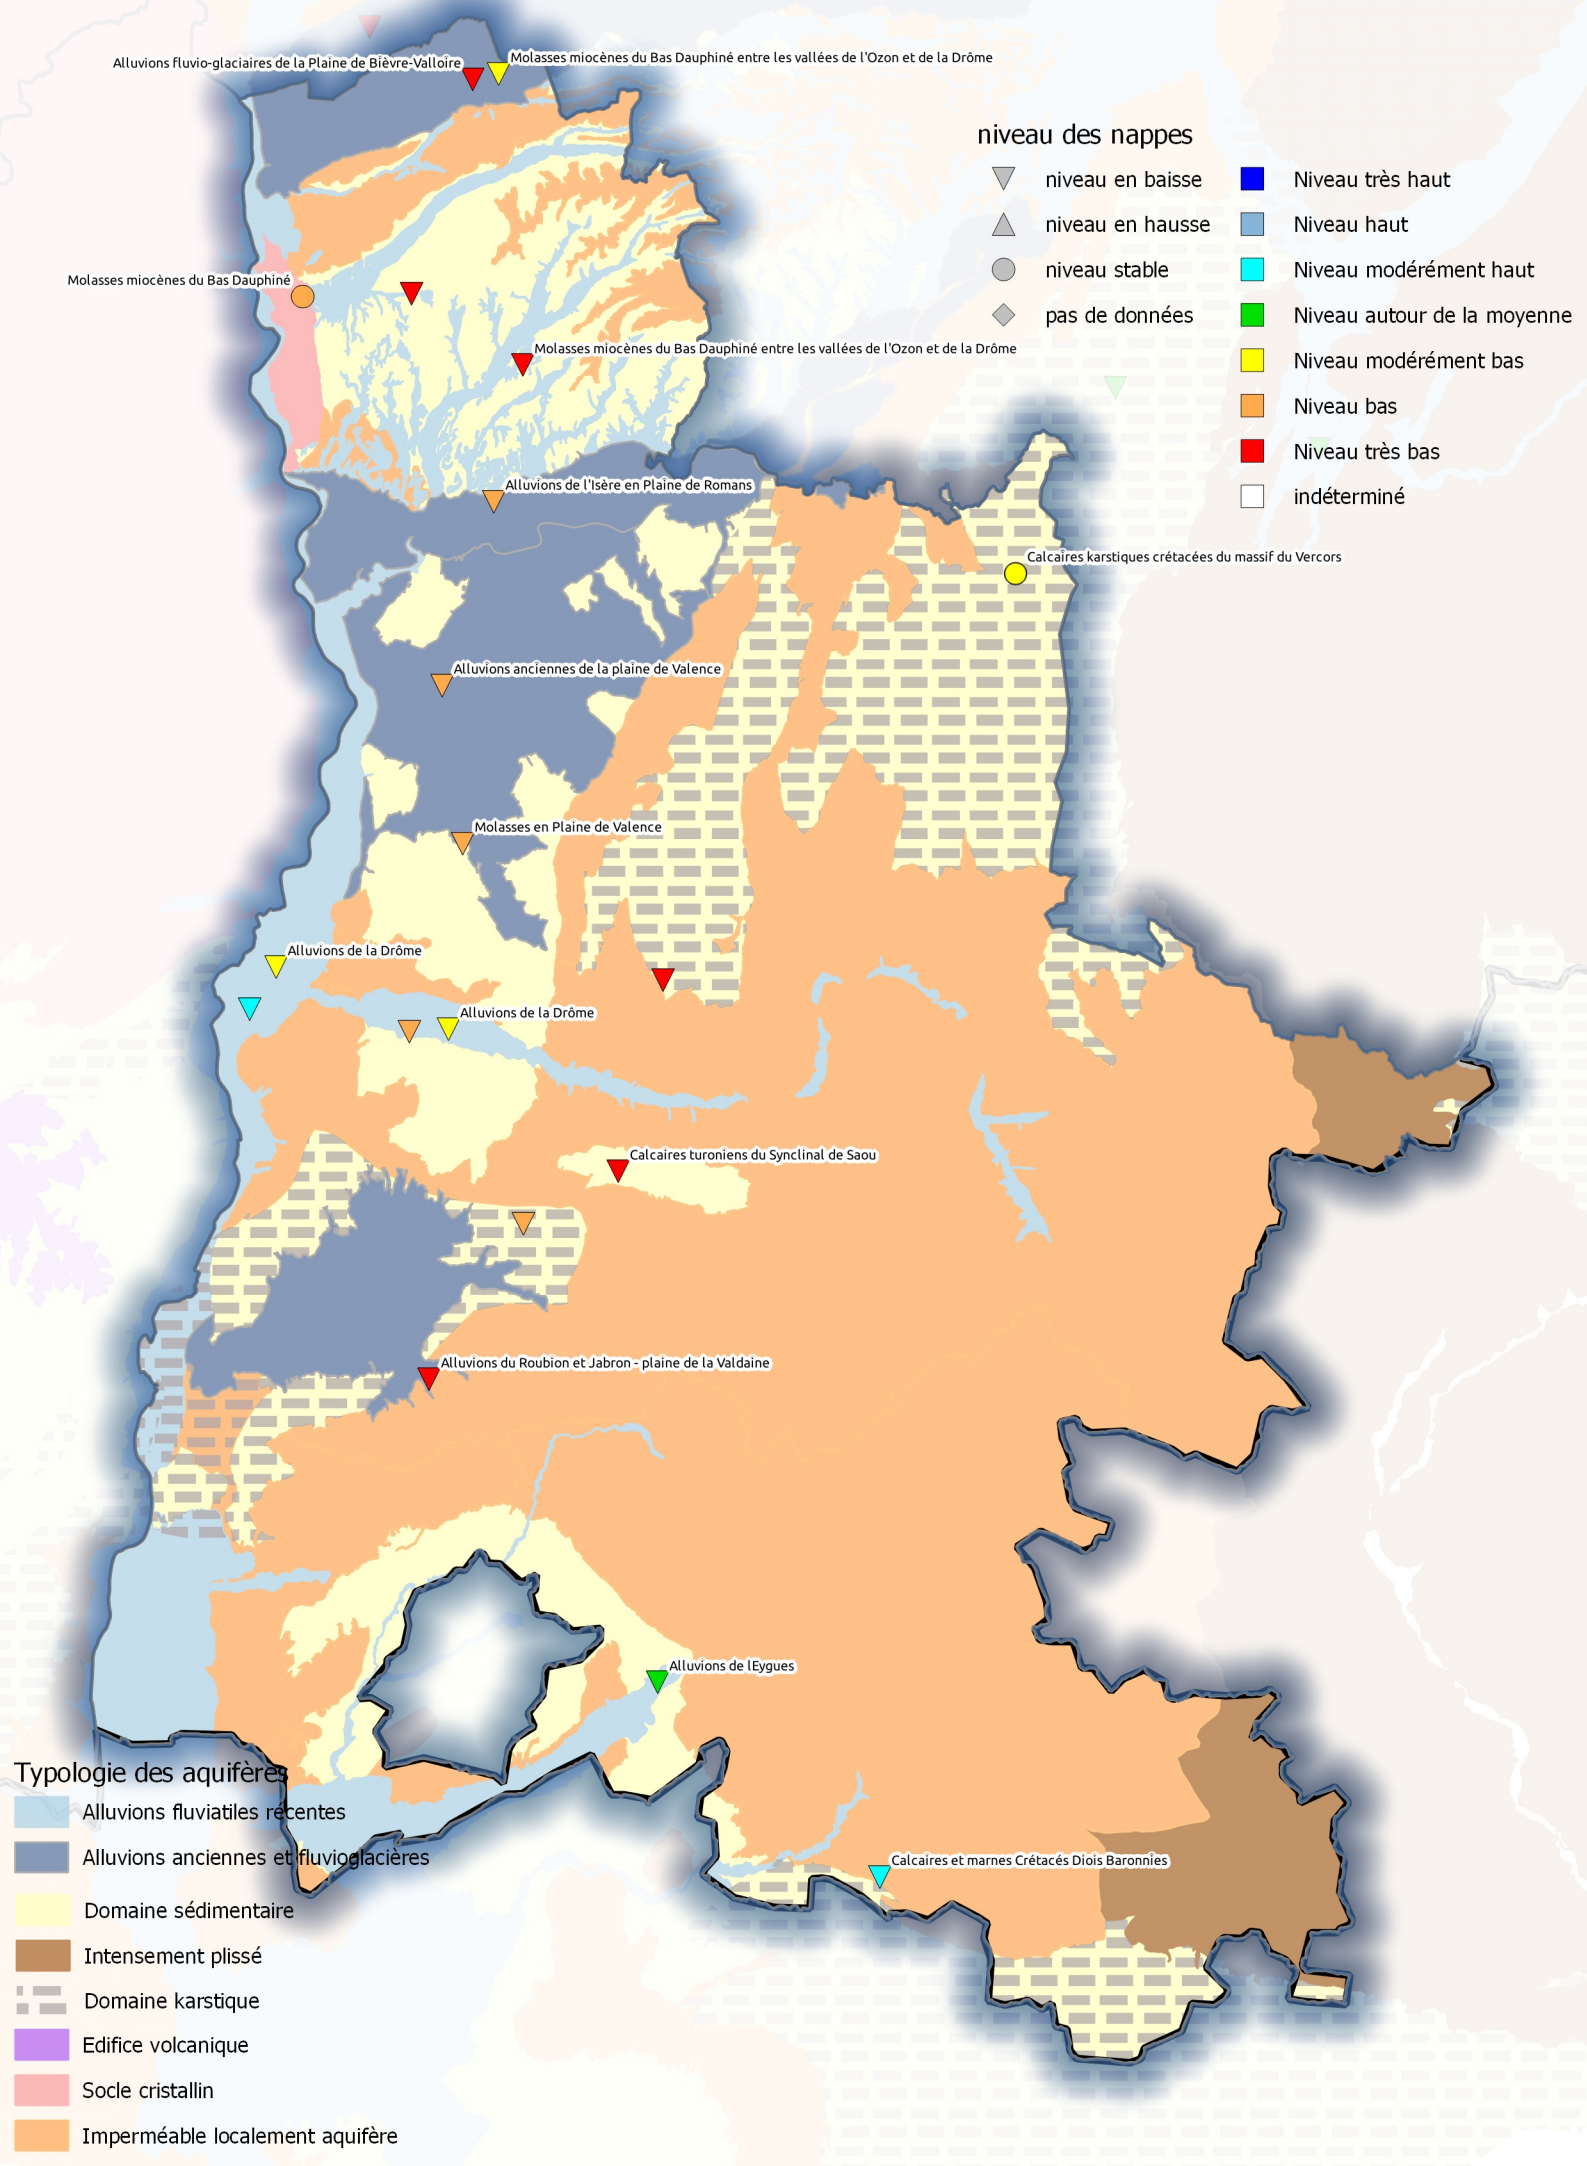 Alluvions fluvio-glaciaires de la Plaine de Bièvre-Valloire
Molasses miocènes du Bas Dauphiné entre les vallées de l'Ozon et de la Drôme
niveau des nappes
niveau en baisse
Niveau très haut
niveau en hausse
Niveau haut
niveau stable
Niveau modérément haut
pas de données
Niveau autour de la moyenne
Niveau modérément bas
Niveau bas
Niveau très bas
indéterminé
Molasses miocènes du Bas Dauphiné
Molasses miocènes du Bas Dauphiné entre les vallées de l'Ozon et de la Drôme
Alluvions de l'Isère en Plaine de Romans
Calcaires karstiques crétacées du massif du Vercors
Alluvions anciennes de la plaine de Valence
Molasses en Plaine de Valence
Alluvions de la Drôme
Alluvions de la Drôme
Calcaires turoniens du Synclinal de Saou
Alluvions du Roubion et Jabron - plaine de la Valdaine
Alluvions de lEygues
Calcaires et marnes Crétacés Diois Baronnies
Typologie des aquifères
Alluvions fluviatiles récentes
Alluvions anciennes et fluvioglacières
Domaine sédimentaire
Intensement plissé
Domaine karstique
Edifice volcanique
Socle cristallin
Imperméable localement aquifère